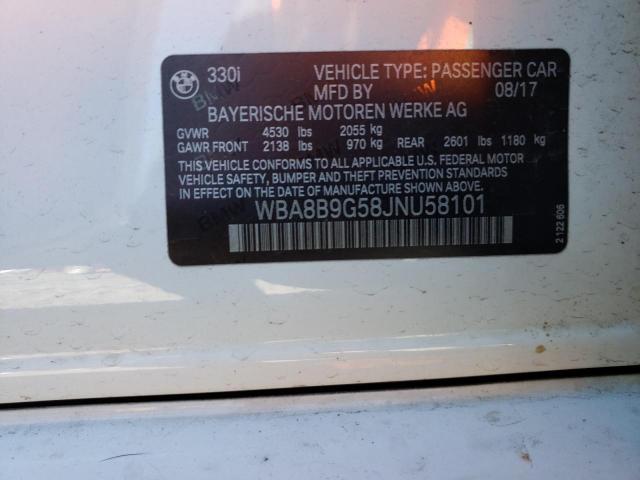 330i VEHICLE TYPE: PASSENGER CAR
MFD BY 08/17
BAYERISCHE MOTOREN WERKE AG
GVWR 4530 lbs 2055 kg
GAWR FRONT 2138 lbs 970 kg REAR 2601 lbs 1180 kg
THIS VEHICLE CONFORMS TO ALL APPLICABLE U.S. FEDERAL MOTOR
VEHICLE SAFETY, BUMPER AND THEFT PREVENTION STANDARDS
IN EFFECT ON THE DATE OF MANUFACTURE SHOWN ABOVE.
WBA8B9G58JNU58101
2 122 606